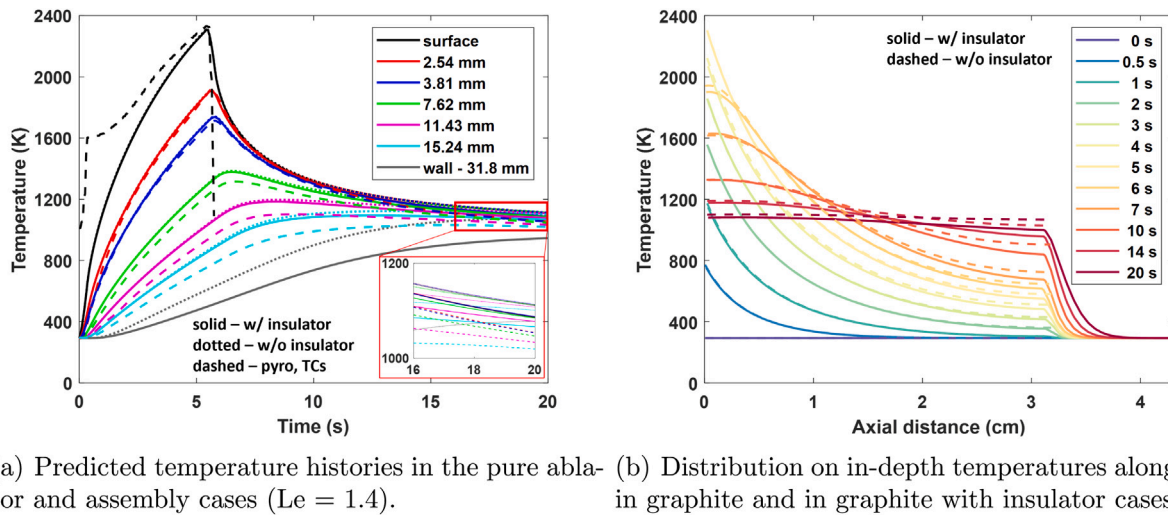 2400
2000
1600
1200
800
400
0
Temperature (K)
0
5
10
15
20
Time (s)
surface
2.54 mm
3.81 mm
7.62 mm
11.43 mm
15.24 mm
wall - 31.8 mm
solid – w/ insulator
dotted – w/o insulator
dashed – pyro, TCs
1200
1000
16
18
20
2400
2000
1600
1200
800
400
0
Temperature (K)
0
1
2
3
4
Axial distance (cm)
solid – w/ insulator
dashed – w/o insulator
0 s
0.5 s
1 s
2 s
3 s
4 s
5 s
6 s
7 s
10 s
14 s
20 s
a) Predicted temperature histories in the pure abla-
or and assembly cases (Le = 1.4).
(b) Distribution on in-depth temperatures along
in graphite and in graphite with insulator cases